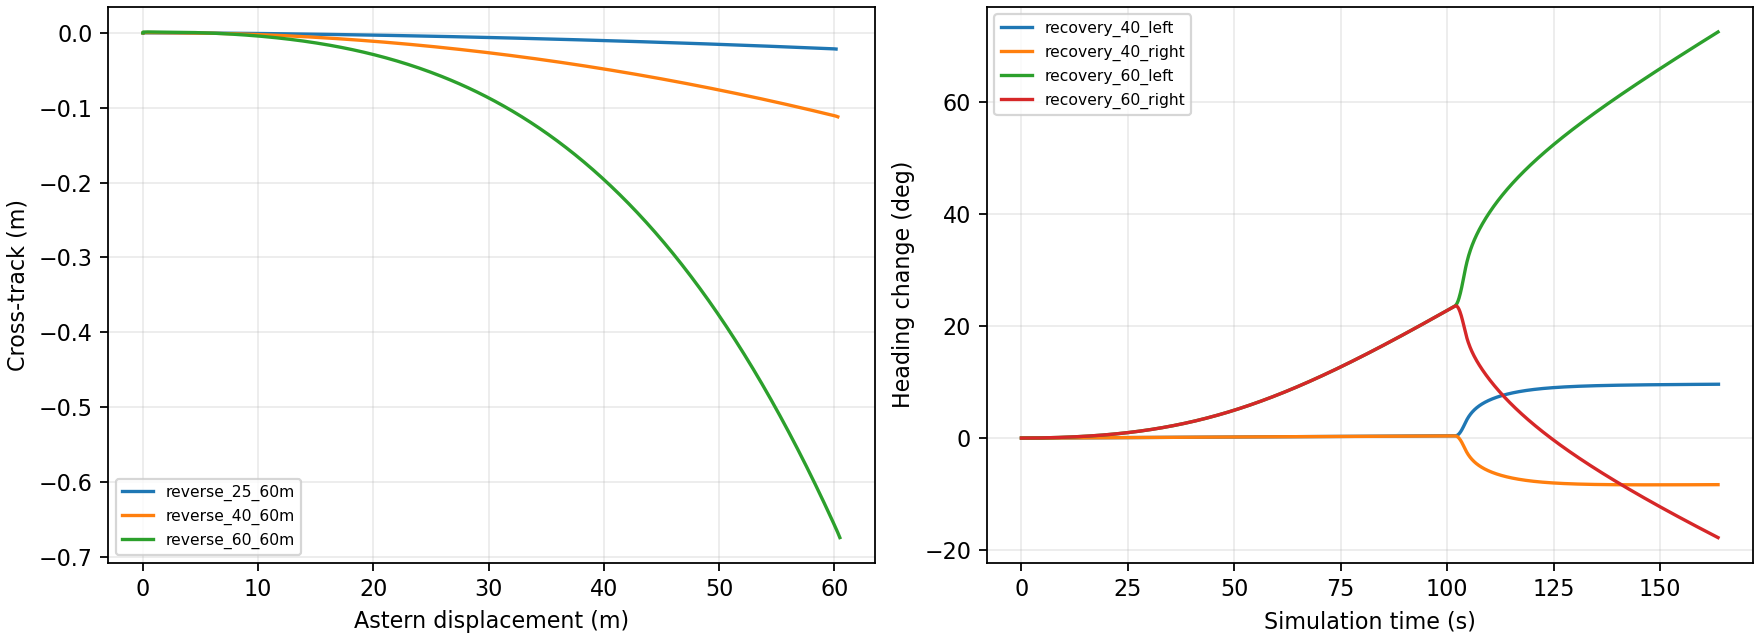 Cross-track (m)
0.0
−0.1
−0.2
−0.3
−0.4
−0.5
−0.6
−0.7
reverse_25_60m
reverse_40_60m
reverse_60_60m
0 10 20 30 40 50 60
Astern displacement (m)
Heading change (deg)
60
40
20
0
−20
recovery_40_left
recovery_40_right
recovery_60_left
recovery_60_right
0 25 50 75 100 125 150
Simulation time (s)